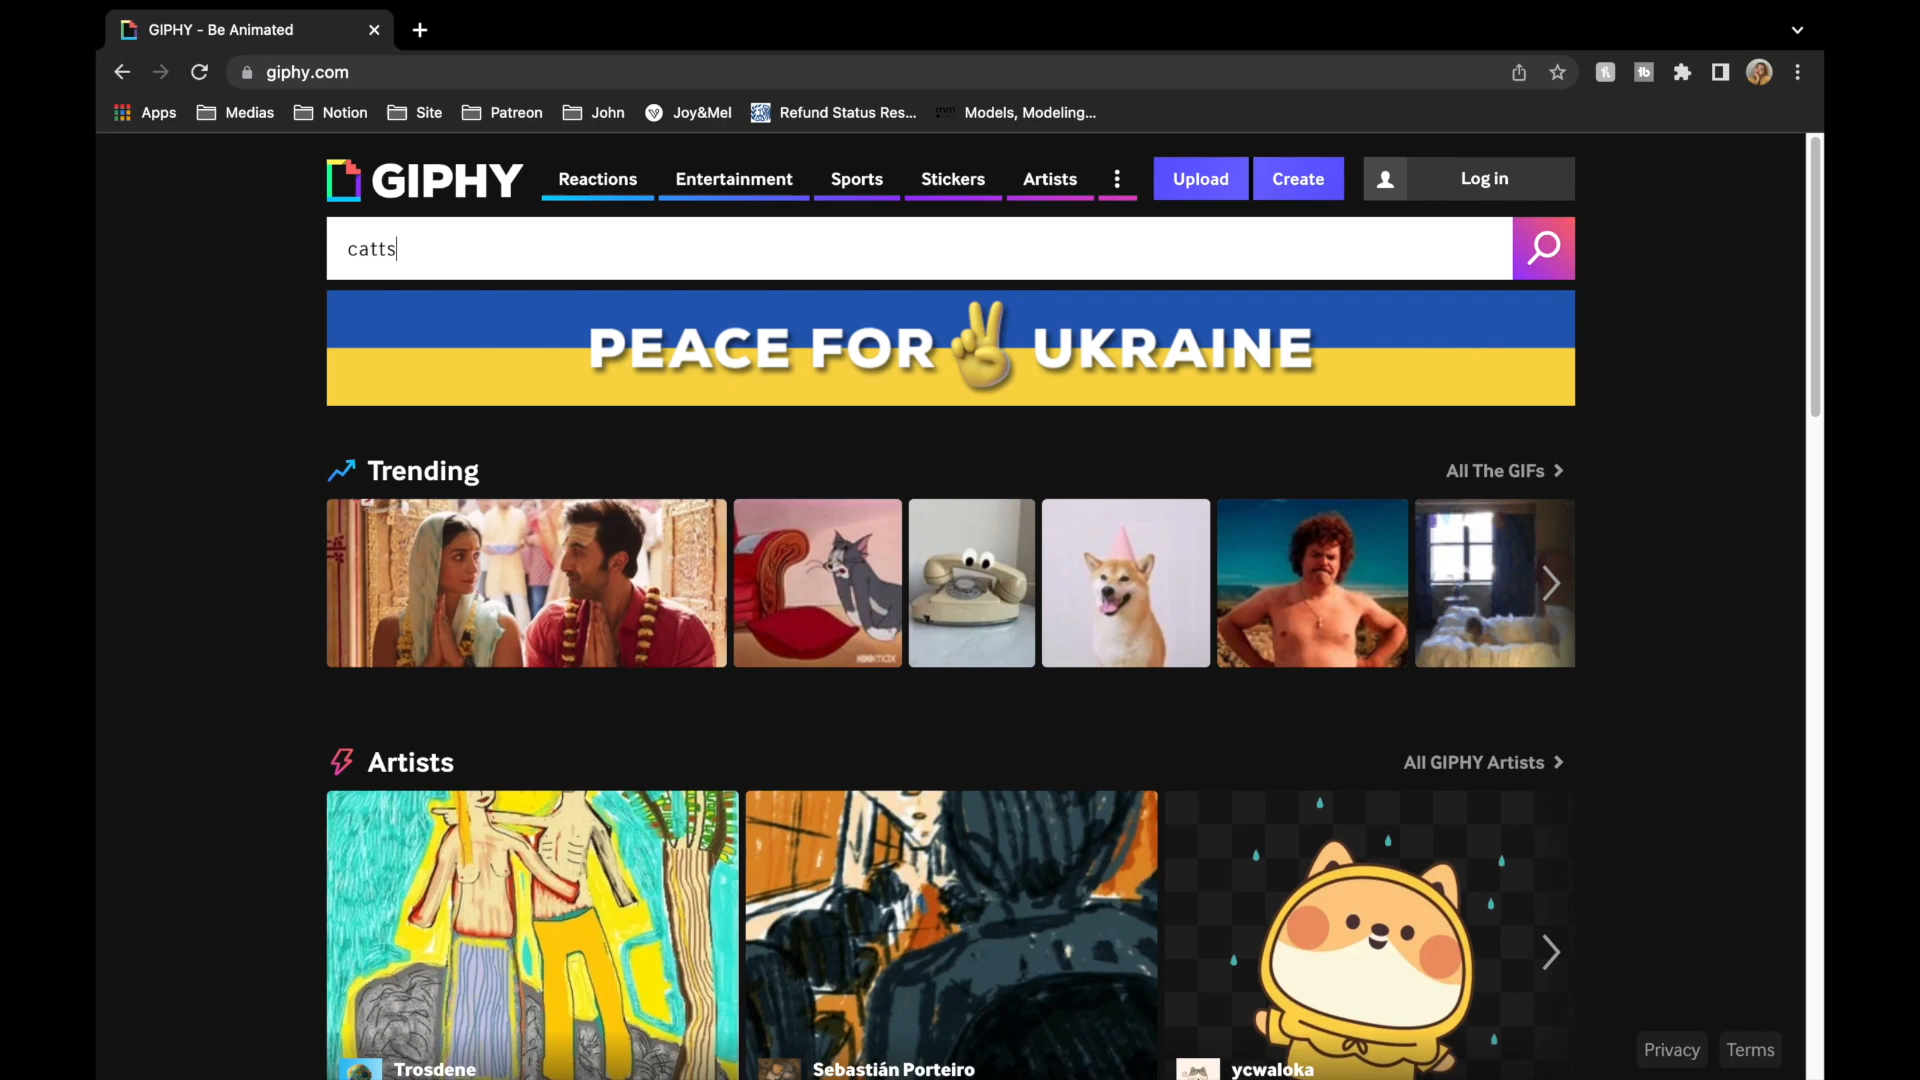 GIPHY - Be Animated
giphy.com
Apps Medias Notion Site Patreon John Joy&Mel Refund Status Res... Models, Modeling...
GIPHY Reactions Entertainment Sports Stickers Artists Upload Create Log in
catts
PEACE FOR ✌ UKRAINE
Trending All The GIFs
HBOMAX
Artists All GIPHY Artists
Privacy Terms
Trosdene Sebastián Porteiro ycwaloka